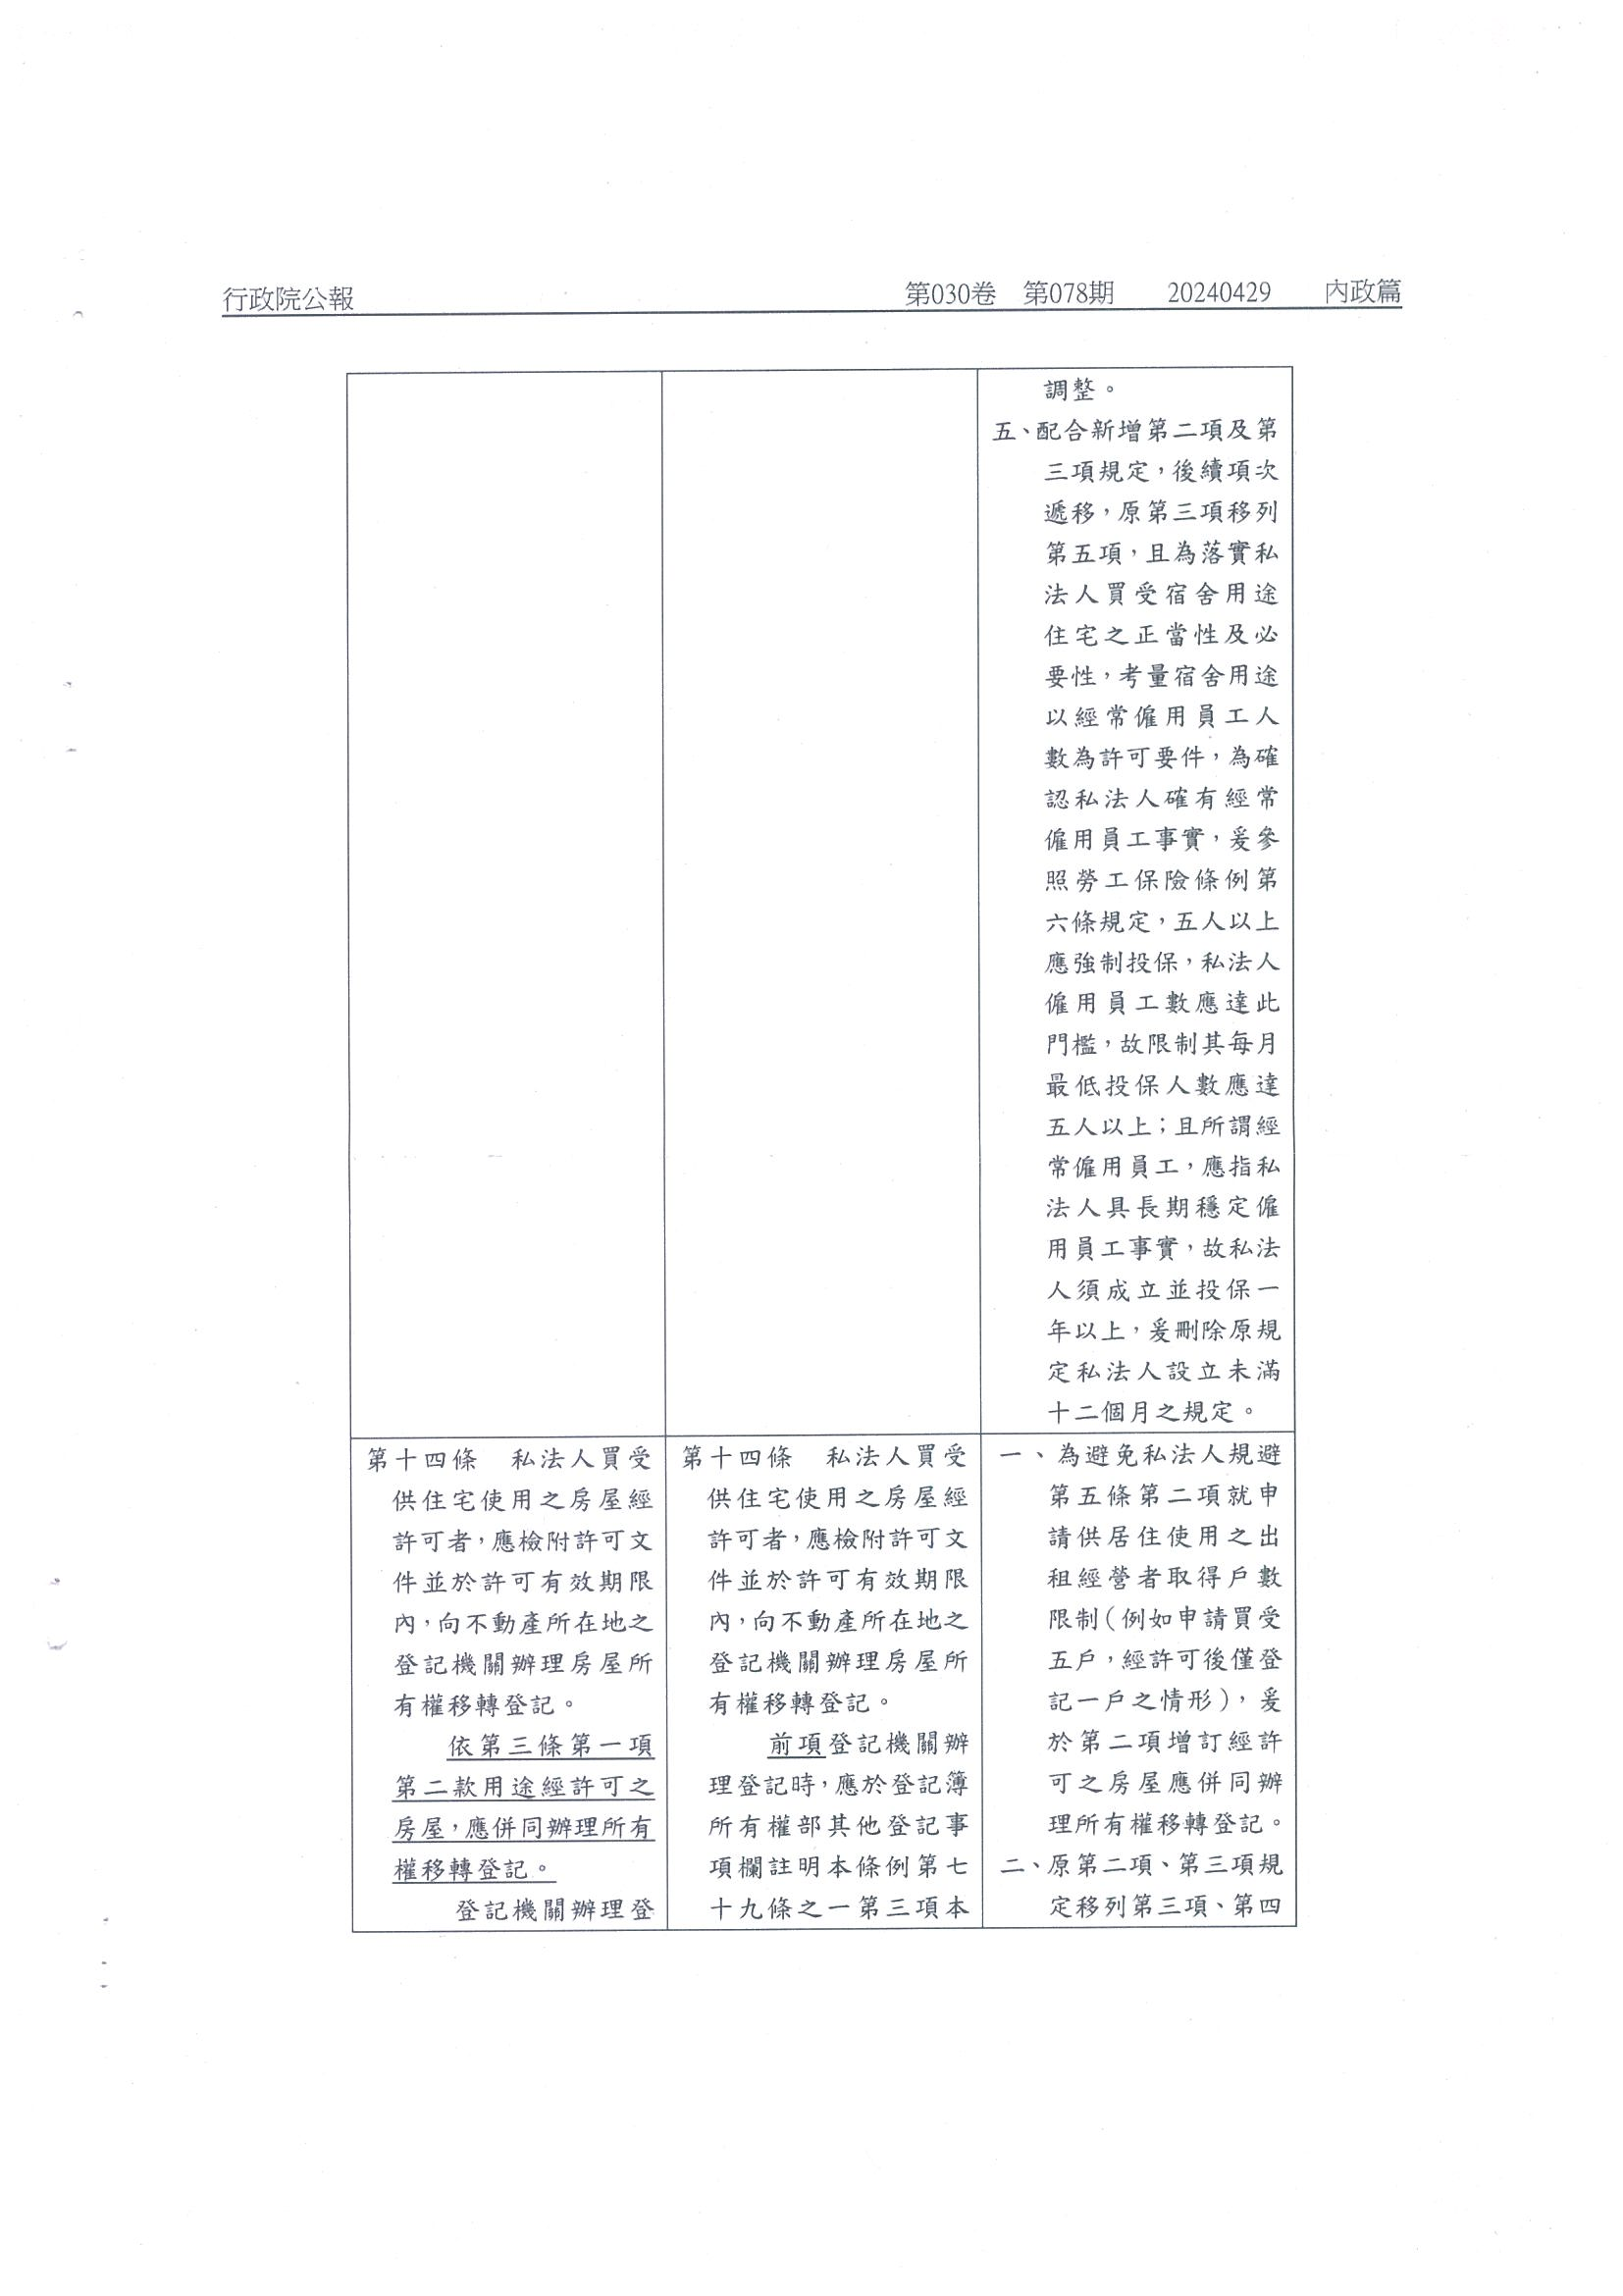 行政院公報　第030卷　第078期　20240429　內政篇
調整。
五、配合新增第二項及第
三項規定，後續項次
遞移，原第三項移列
第五項，且為落實私
法人買受宿舍用途
住宅之正當性及必
要性，考量宿舍用途
以經常僱用員工人
數為許可要件，為確
認私法人確有經常
僱用員工事實，爰參
照勞工保險條例第
六條規定，五人以上
應強制投保，私法人
僱用員工數應達此
門檻，故限制其每月
最低投保人數應達
五人以上；且所謂經
常僱用員工，應指私
法人具長期穩定僱
用員工事實，故私法
人須成立並投保一
年以上，爰刪除原規
定私法人設立未滿
十二個月之規定。
第十四條　私法人買受
供住宅使用之房屋經
許可者，應檢附許可文
件並於許可有效期限
內，向不動產所在地之
登記機關辦理房屋所
有權移轉登記。
依第三條第一項
第二款用途經許可之
房屋，應併同辦理所有
權移轉登記。
登記機關辦理登
第十四條　私法人買受
供住宅使用之房屋經
許可者，應檢附許可文
件並於許可有效期限
內，向不動產所在地之
登記機關辦理房屋所
有權移轉登記。
前項登記機關辦
理登記時，應於登記簿
所有權部其他登記事
項欄註明本條例第七
十九條之一第三項本
一、為避免私法人規避
第五條第二項就申
請供居住使用之出
租經營者取得戶數
限制（例如申請買受
五戶，經許可後僅登
記一戶之情形），爰
於第二項增訂經許
可之房屋應併同辦
理所有權移轉登記。
二、原第二項、第三項規
定移列第三項、第四